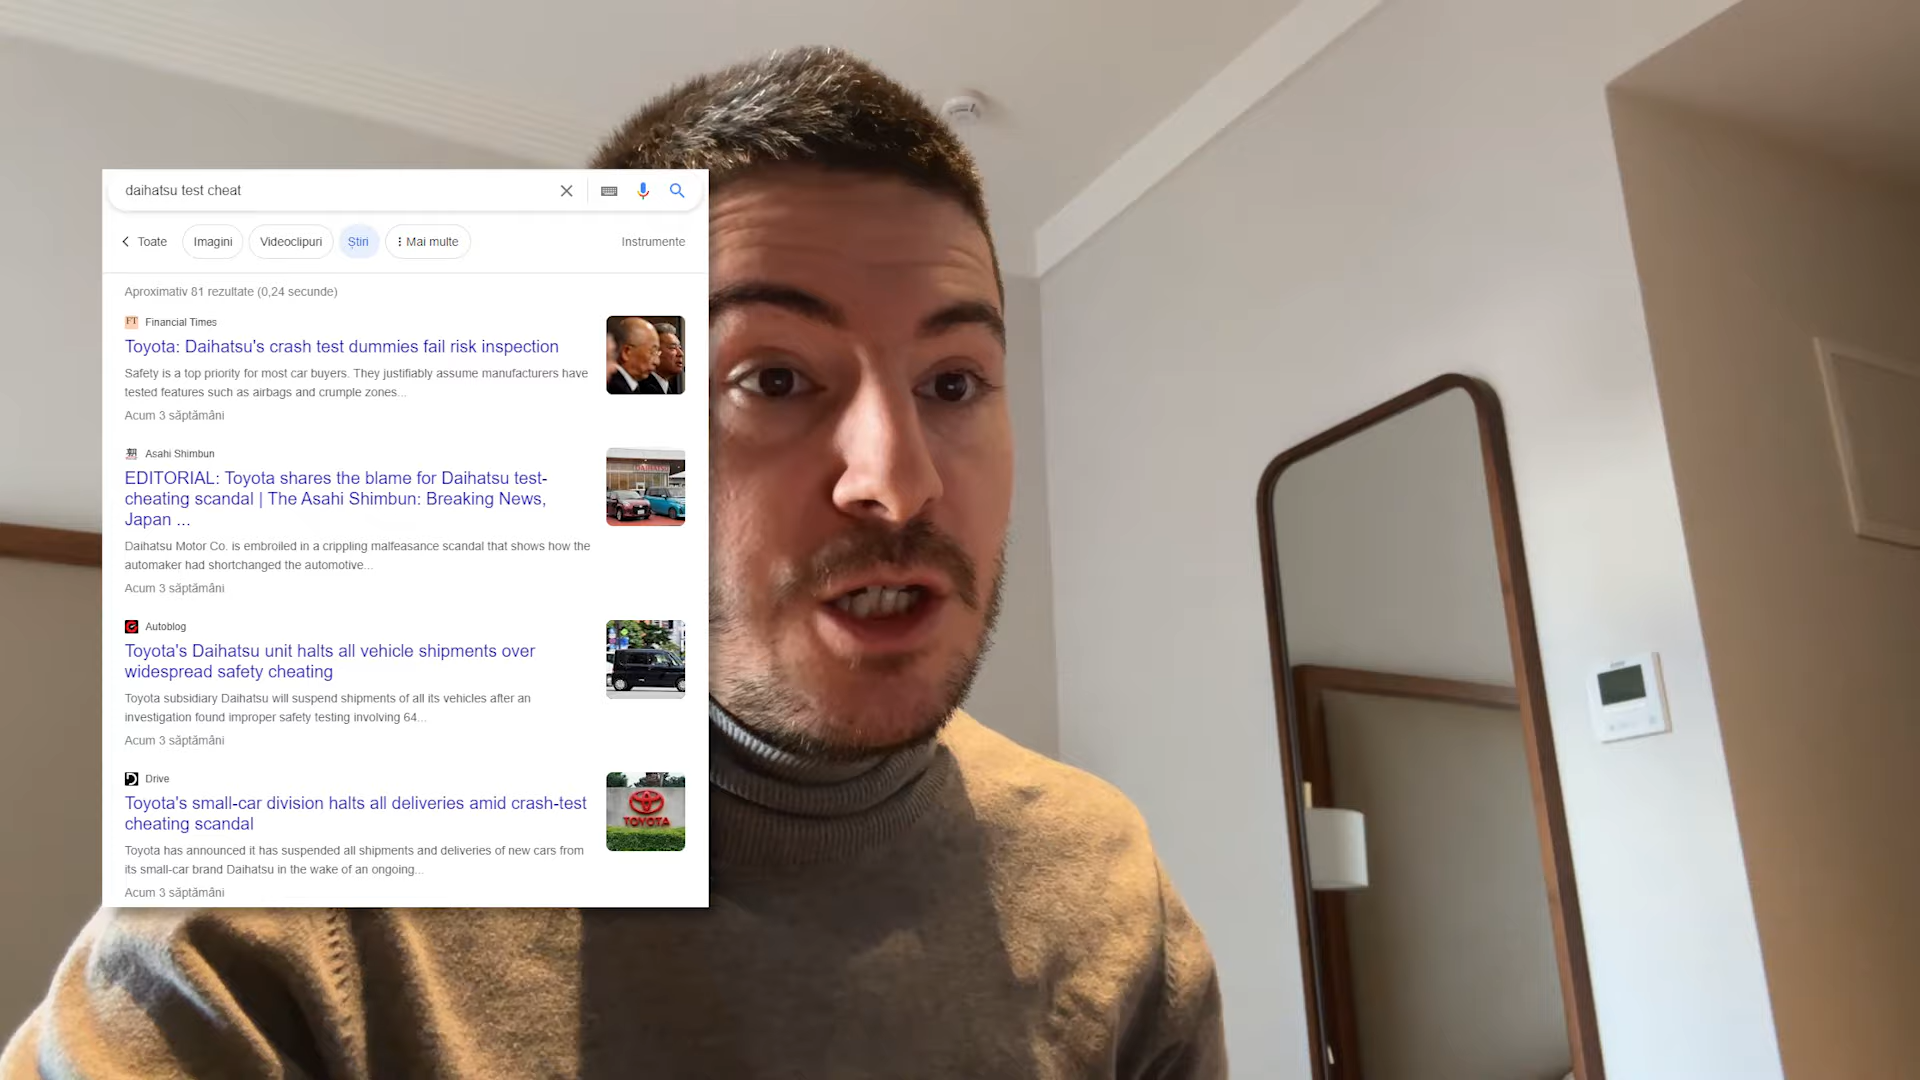 daihatsu test cheat
Toate
Imagini
Videoclipuri
Știri
Mai multe
Instrumente
Aproximativ 81 rezultate (0,24 secunde)
FT Financial Times
Toyota: Daihatsu's crash test dummies fail risk inspection
Safety is a top priority for most car buyers. They justifiably assume manufacturers have
tested features such as airbags and crumple zones...
Acum 3 săptămâni
Asahi Shimbun
EDITORIAL: Toyota shares the blame for Daihatsu test-
cheating scandal | The Asahi Shimbun: Breaking News,
Japan ...
Daihatsu Motor Co. is embroiled in a crippling malfeasance scandal that shows how the
automaker had shortchanged the automotive...
Acum 3 săptămâni
Autoblog
Toyota's Daihatsu unit halts all vehicle shipments over
widespread safety cheating
Toyota subsidiary Daihatsu will suspend shipments of all its vehicles after an
investigation found improper safety testing involving 64...
Acum 3 săptămâni
Drive
Toyota's small-car division halts all deliveries amid crash-test
cheating scandal
Toyota has announced it has suspended all shipments and deliveries of new cars from
its small-car brand Daihatsu in the wake of an ongoing...
Acum 3 săptămâni
TOYOTA